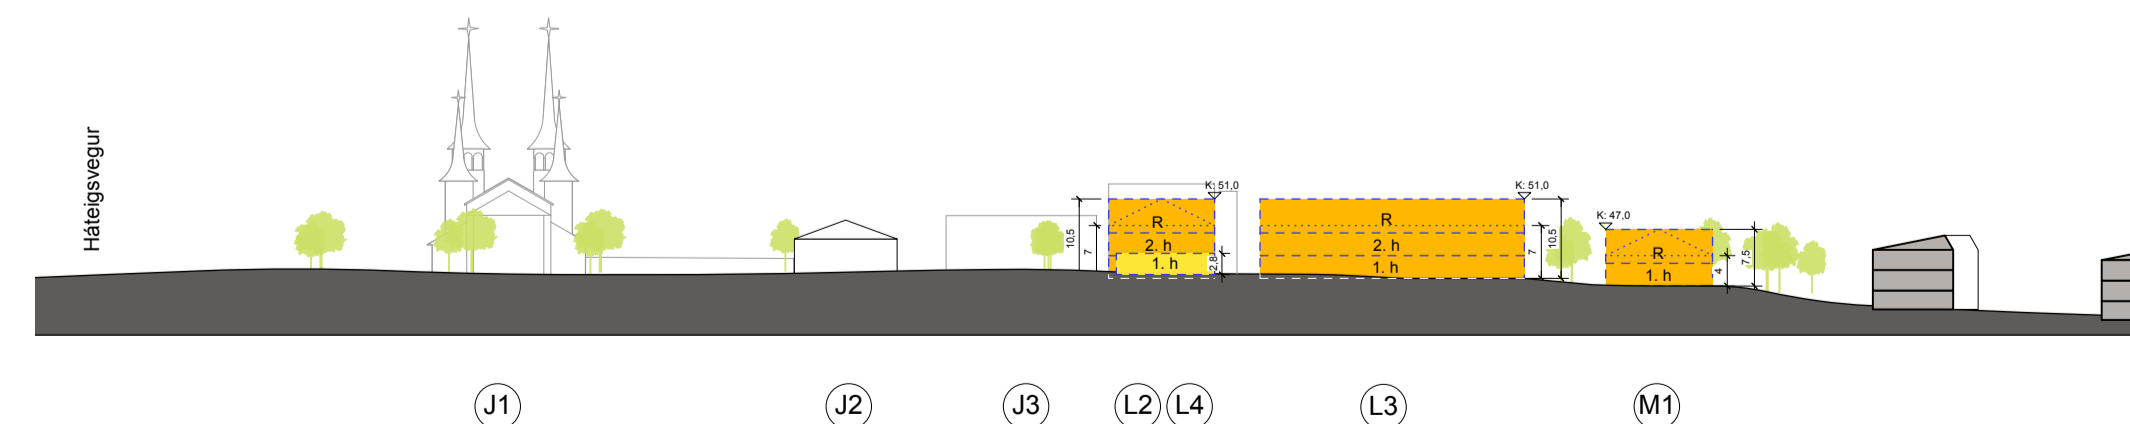 Háteigsvegur
K: 51,0
K: 51,0
K: 47,0
10,5
7
R
2. h
1. h
2,8
R
2. h
1. h
7
10,5
R
1. h
4
7,5
J1
J2
J3
L2
L4
L3
M1